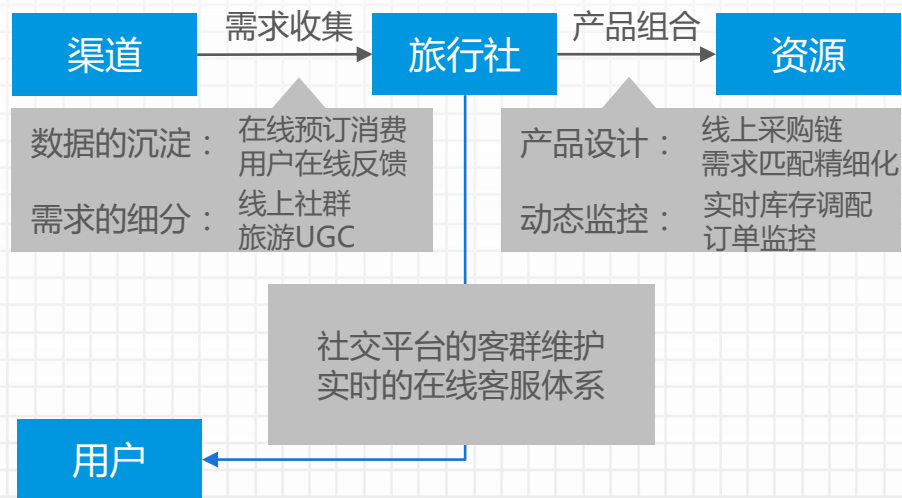 渠道
需求收集
旅行社
产品组合
资源
数据的沉淀：
在线预订消费
用户在线反馈
需求的细分：
线上社群
旅游UGC
产品设计：
线上采购链
需求匹配精细化
动态监控：
实时库存调配
订单监控
社交平台的客群维护
实时的在线客服体系
用户